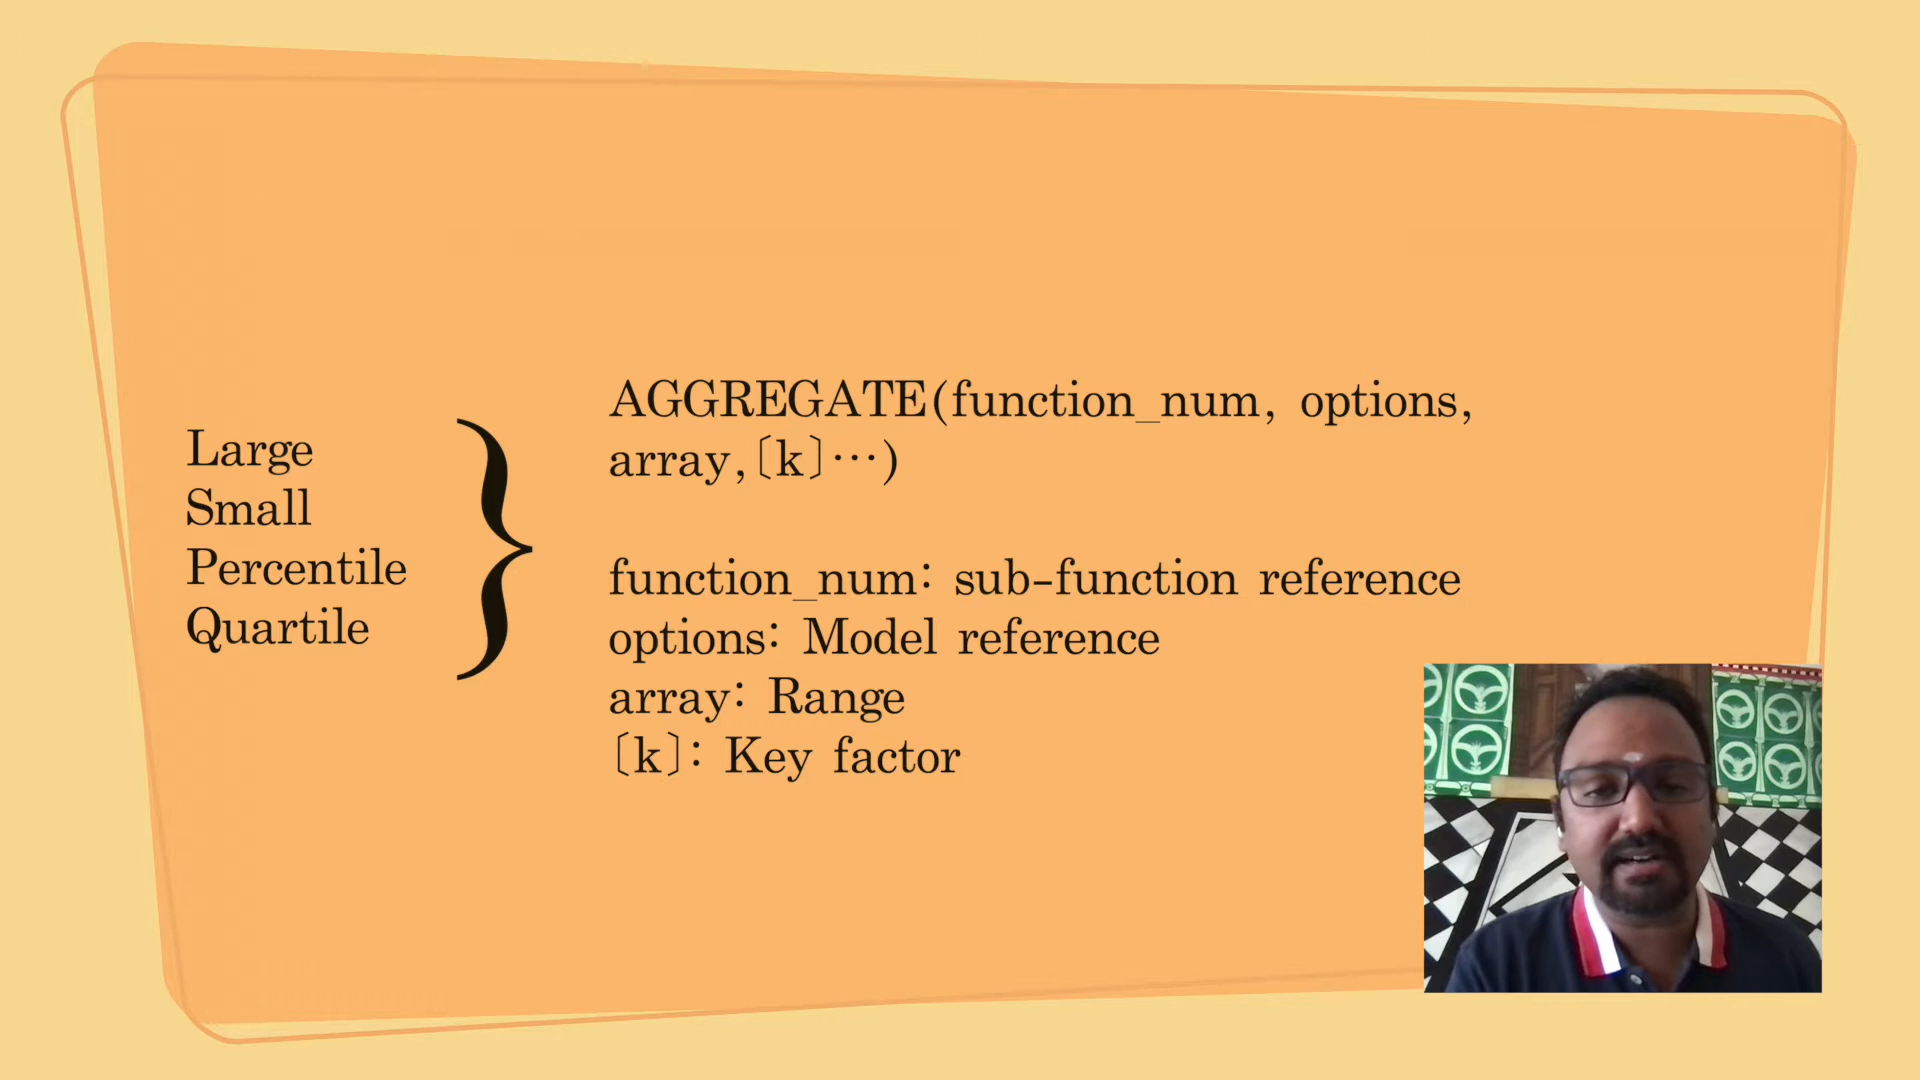 Large
Small
Percentile
Quartile
AGGREGATE(function_num, options,
array,〔k〕…)
function_num: sub-function reference
options: Model reference
array: Range
〔k〕: Key factor